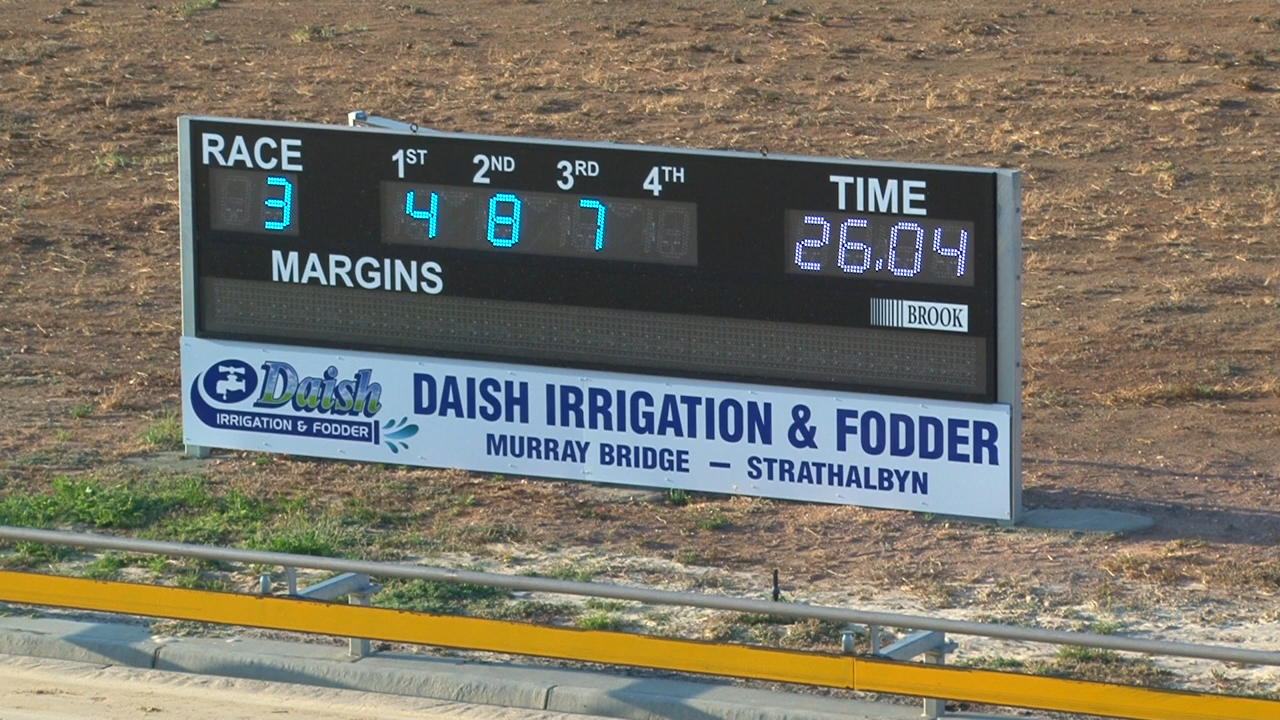 RACE 1ST 2ND 3RD 4TH TIME
3 4 8 7 26.04
MARGINS
BROOK
Daish
IRRIGATION & FODDER
DAISH IRRIGATION & FODDER
MURRAY BRIDGE – STRATHALBYN